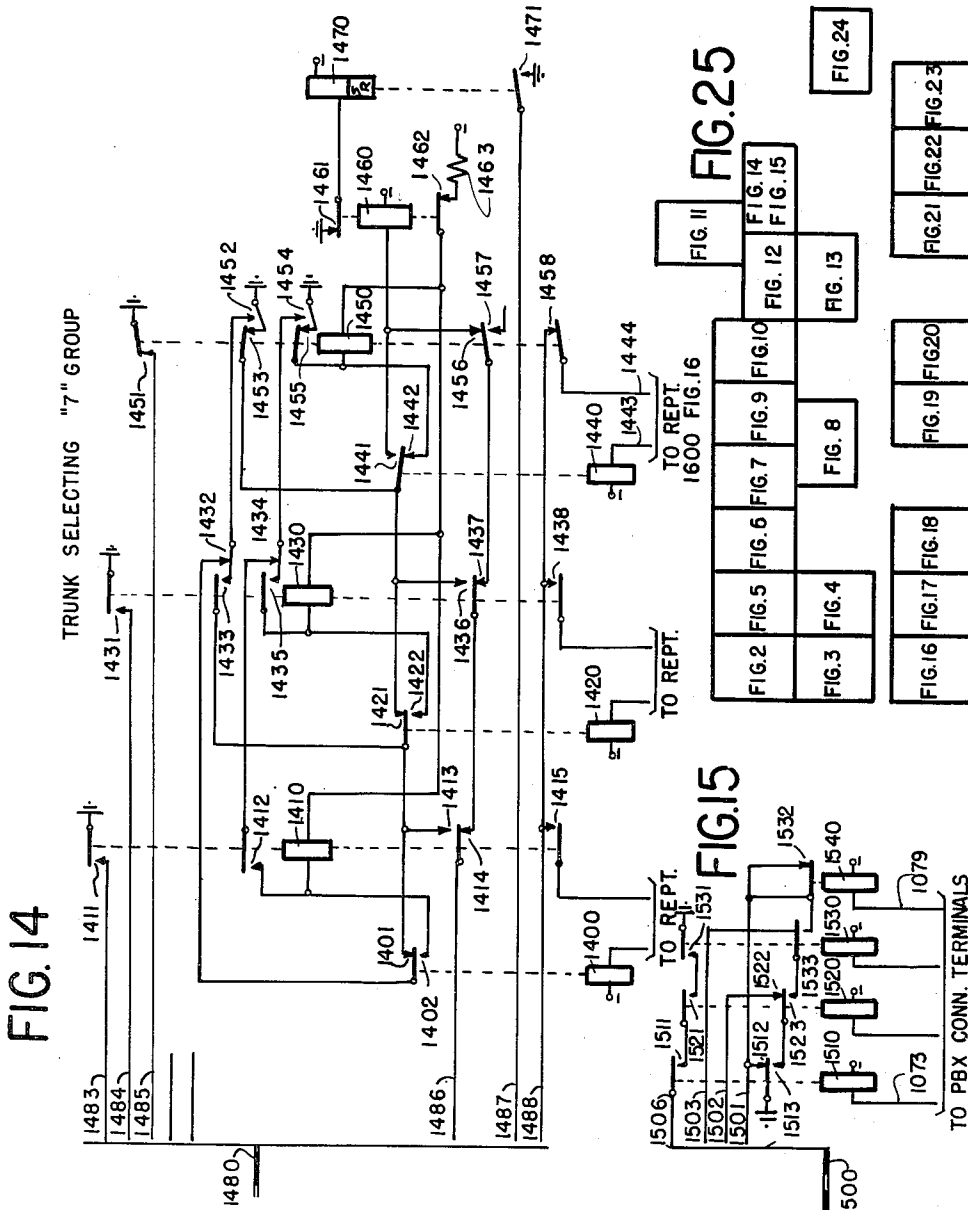 FIG. 14
TRUNK SELECTING "7" GROUP
1411
1431
1451
1452
1454
1470
SR
1471
1461
1460
1462
1463
1432
1434
1433
1435
1453
1455
1450
1457
1456
1458
1412
1410
1430
1441
1442
1444
1443
1440
1421
1422
1436
1437
1438
1420
1401
1402
1413
1414
1415
1400
1483
1484
1485
1486
1487
1488
1480
TO REPT.
TO REPT.
TO REPT.
1600 FIG. 16
FIG. 15
1506
1503
1502
1501
1500
1511
1521
1531
1512
1513
1522
1523
1533
1532
1510
1520
1530
1540
1073
1079
TO PBX CONN. TERMINALS
FIG. 25
FIG. 11
FIG. 2
FIG. 5
FIG. 6
FIG. 7
FIG. 9
FIG. 10
FIG. 12
FIG. 14
FIG. 15
FIG. 3
FIG. 4
FIG. 8
FIG. 13
FIG. 24
FIG. 16
FIG. 17
FIG. 18
FIG. 19
FIG. 20
FIG. 21
FIG. 22
FIG. 23